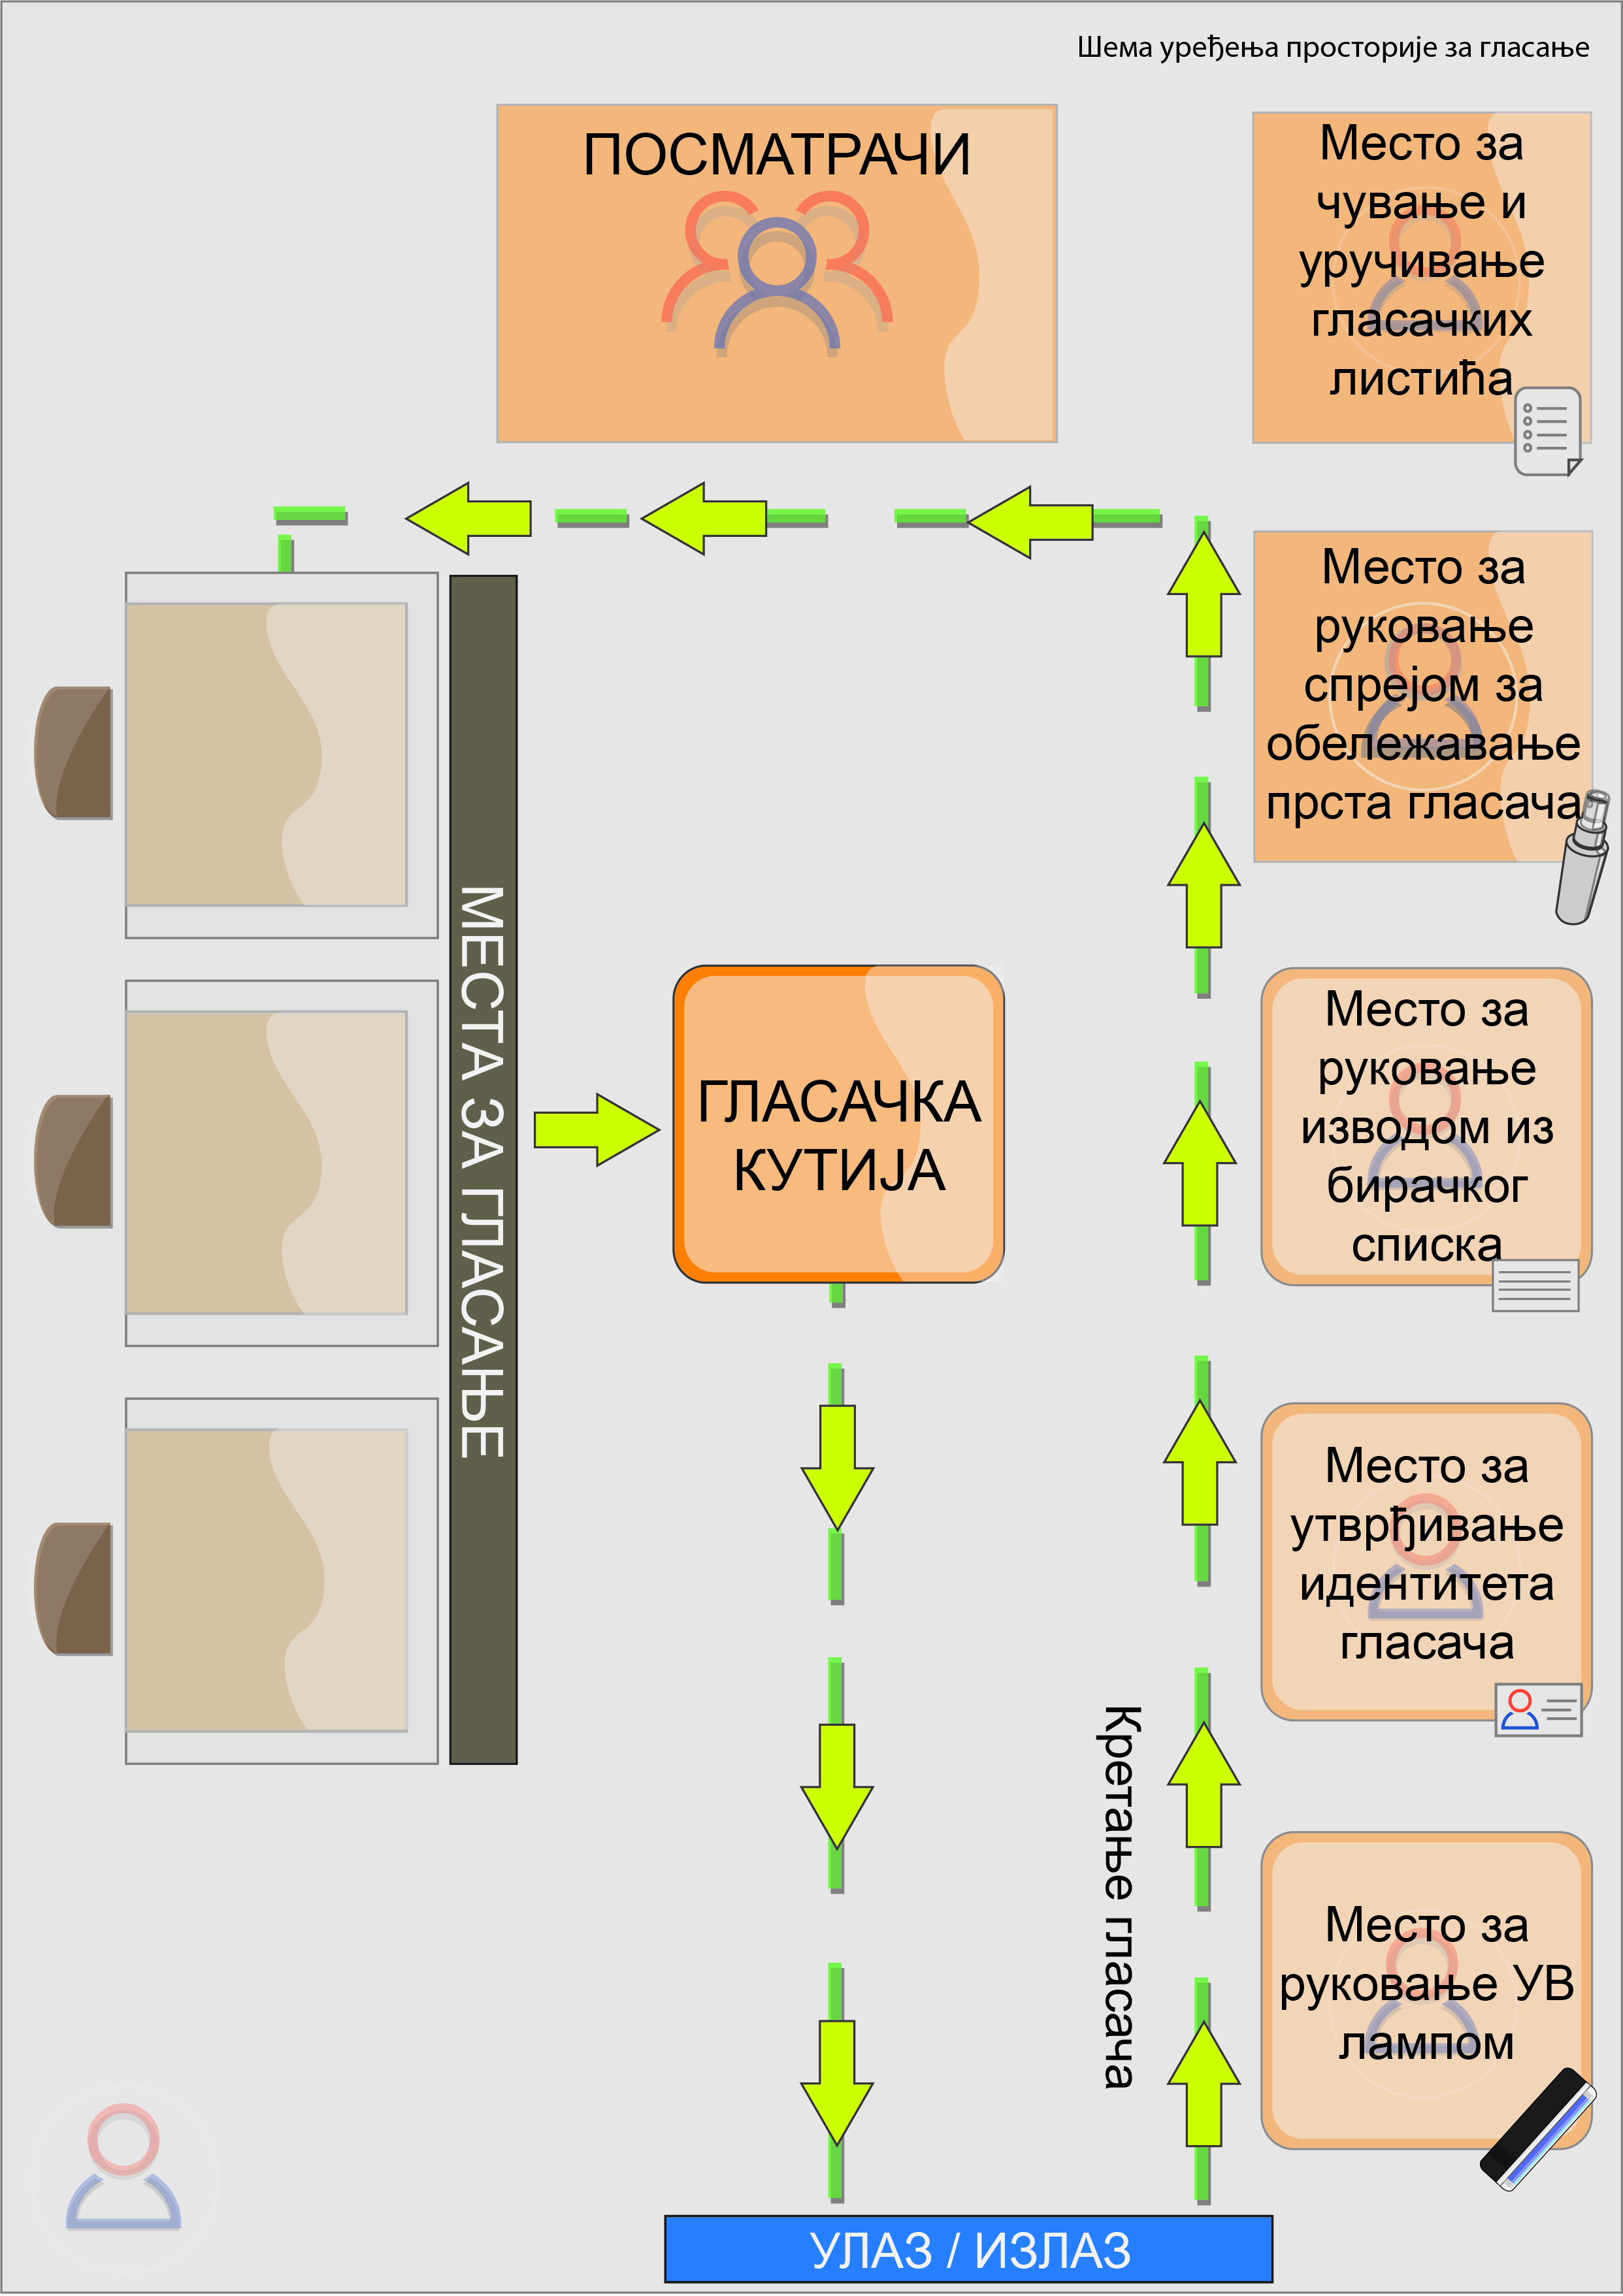 Шема уређења просторије за гласање
ПОСМАТРАЧИ
Место за
чување и
уручивање
гласачких
листића
Место за
руковање
спрејом за
обележавање
прста гласача
МЕСТА ЗА ГЛАСАЊЕ
ГЛАСАЧКА
КУТИЈА
Место за
руковање
изводом из
бирачког
списка
Место за
утврђивање
идентитета
гласача
Кретање гласача
Место за
руковање УВ
лампом
УЛАЗ / ИЗЛАЗ